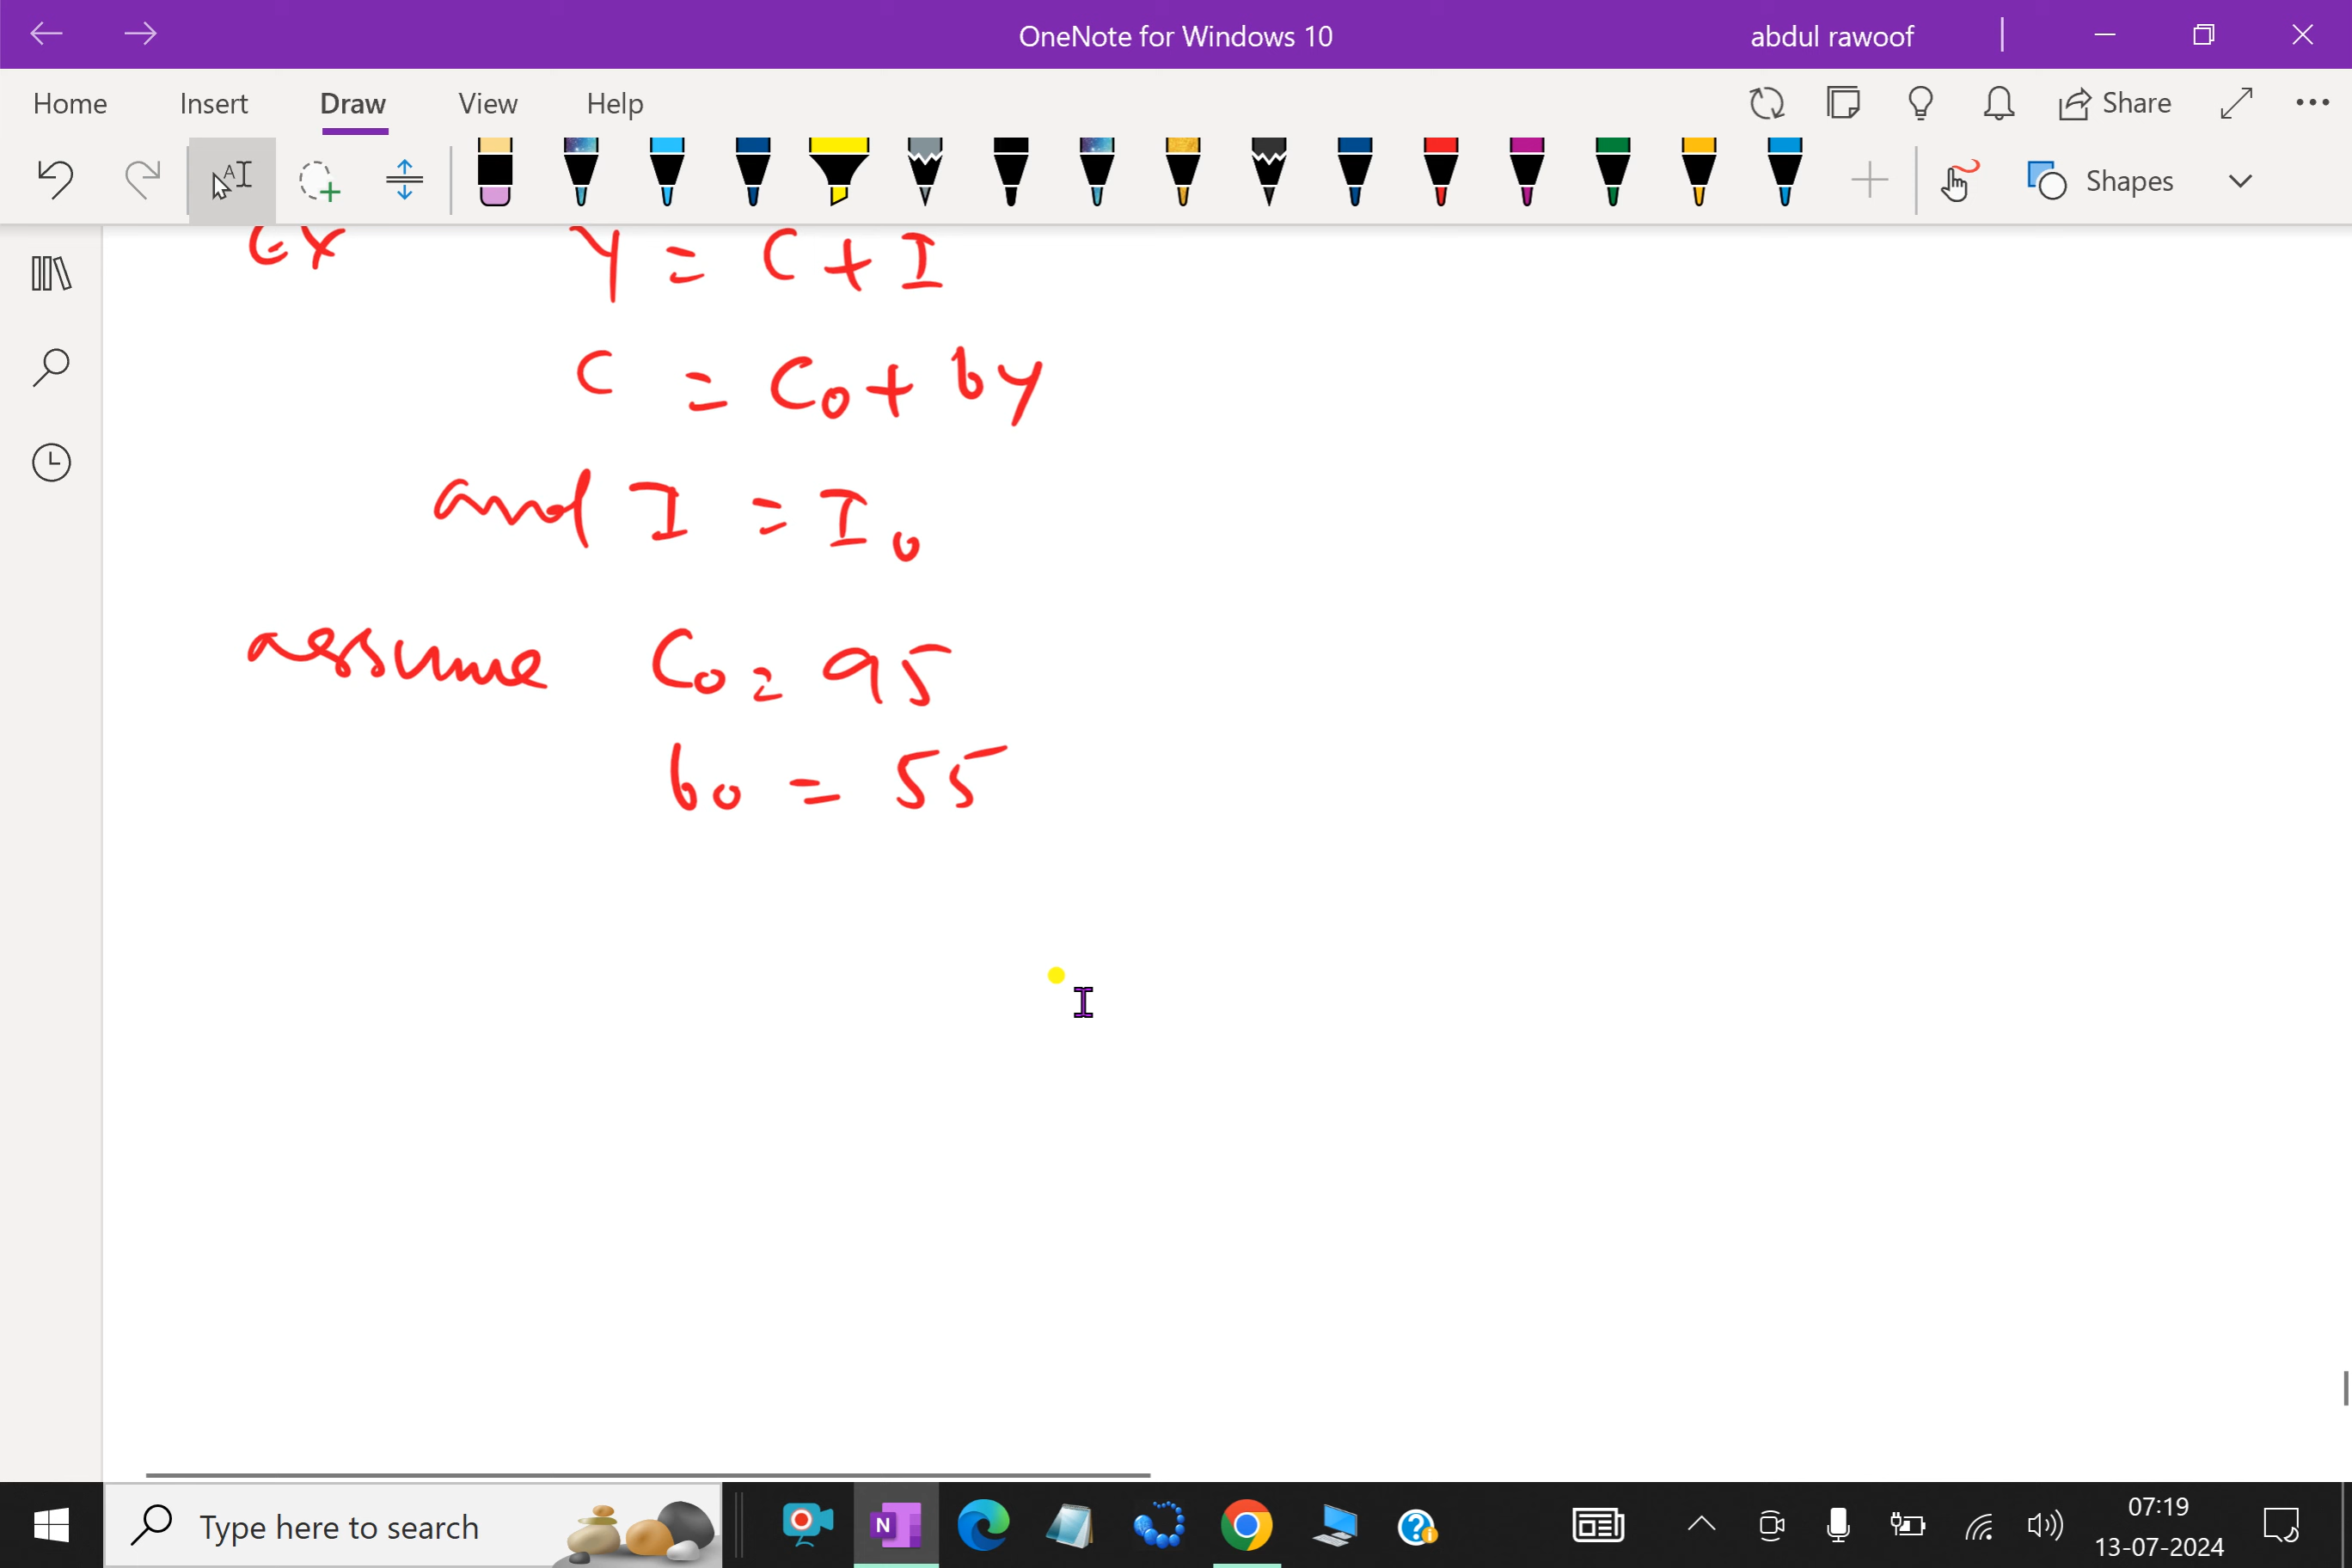 OneNote for Windows 10
abdul rawoof
Home Insert Draw View Help
Share
Shapes
Ex Y = C + I
C = C0 + by
and I = I0
assume C0 = 95
b0 = 55
Type here to search
07:19
13-07-2024